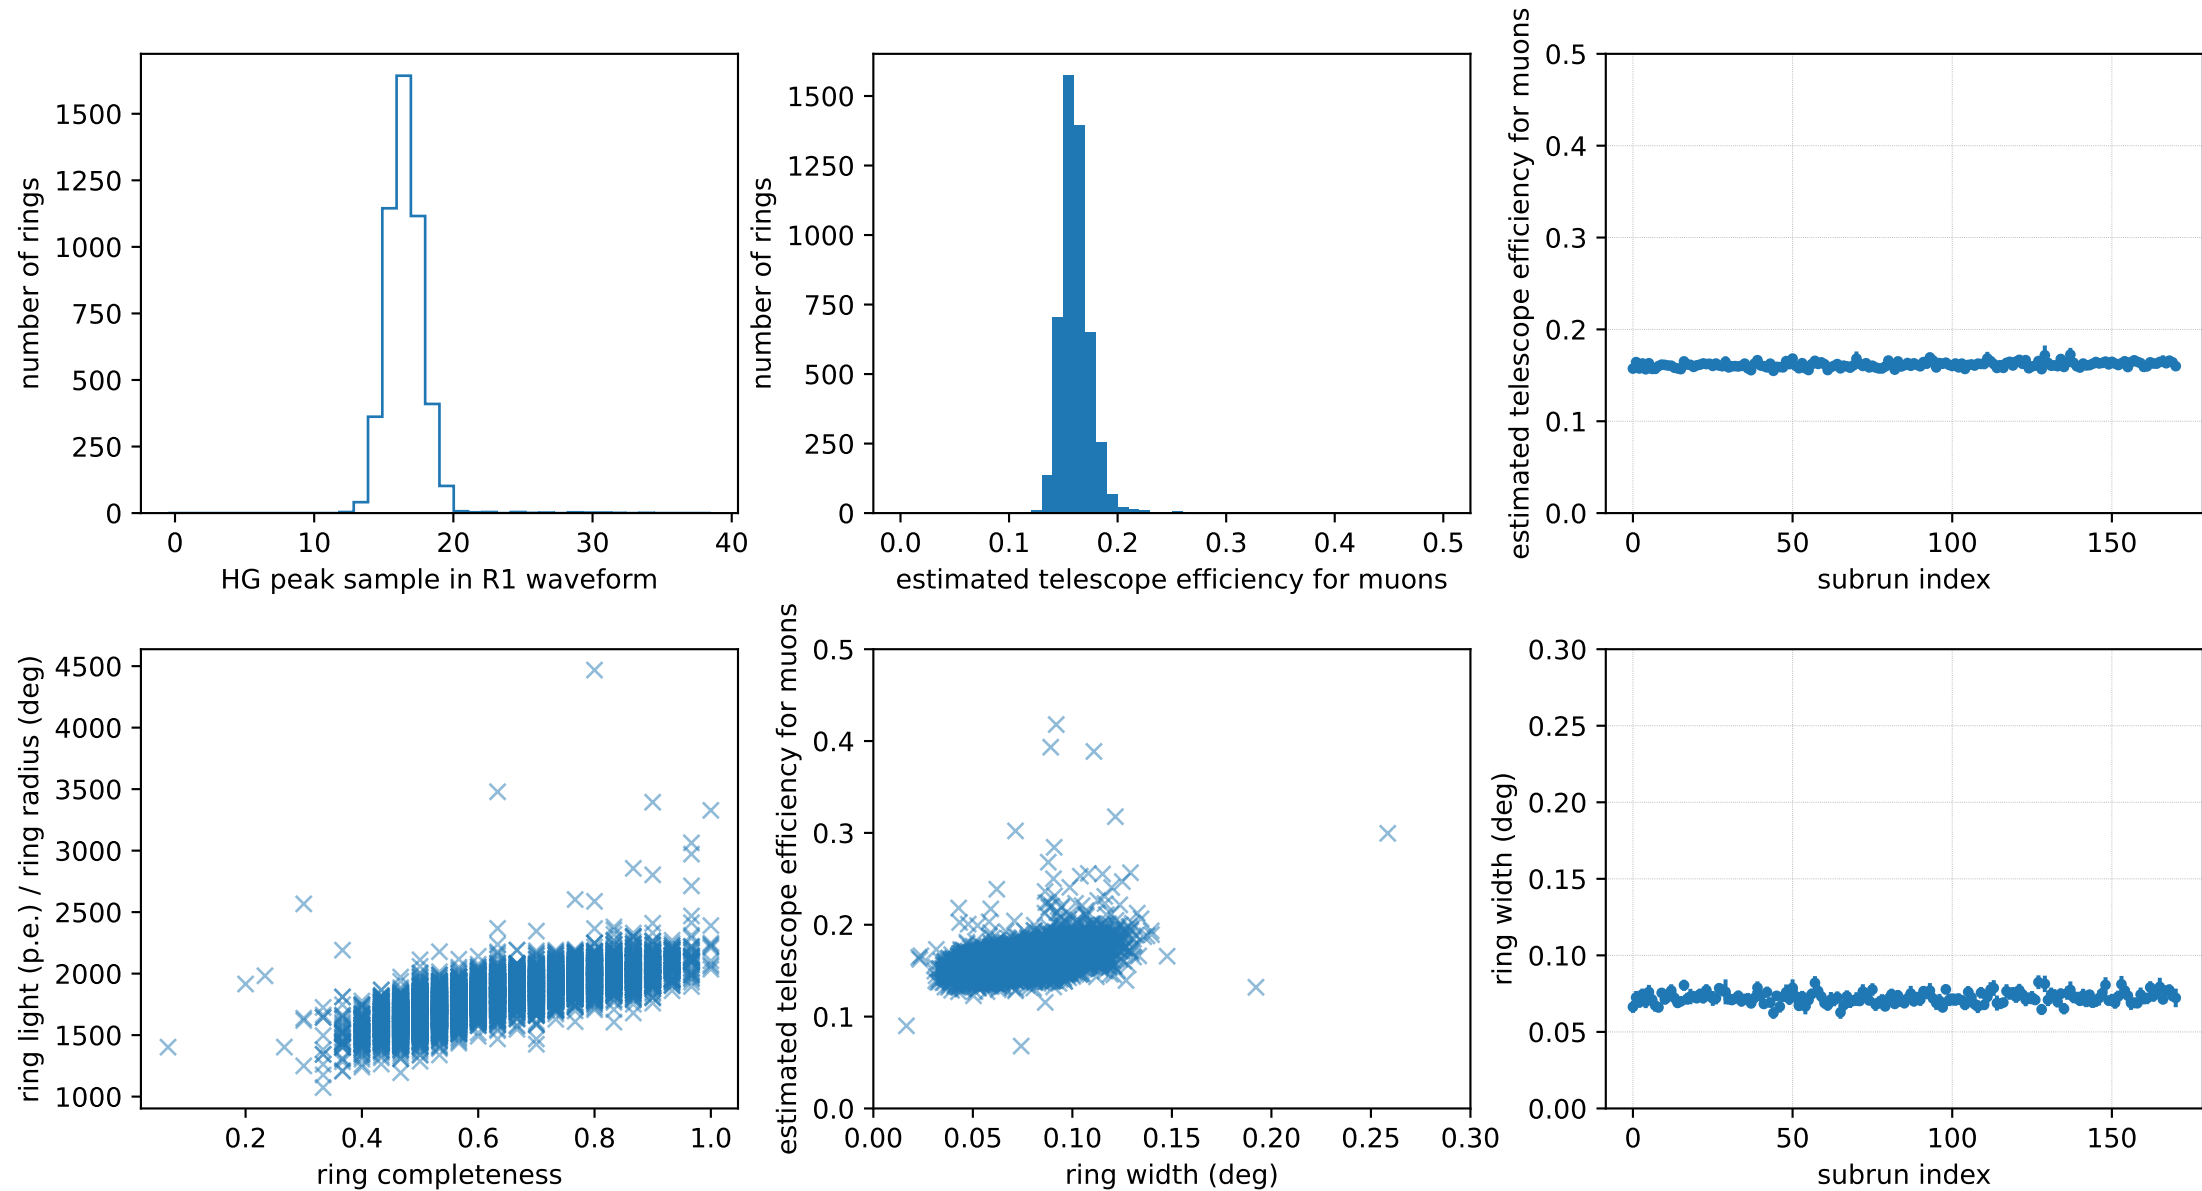 number of rings
1500
1250
1000
750
500
250
0
0 10 20 30 40
HG peak sample in R1 waveform
number of rings
1500
1250
1000
750
500
250
0
0.0 0.1 0.2 0.3 0.4 0.5
estimated telescope efficiency for muons
estimated telescope efficiency for muons
0.5
0.4
0.3
0.2
0.1
0.0
0 50 100 150
subrun index
ring light (p.e.) / ring radius (deg)
4500
4000
3500
3000
2500
2000
1500
1000
0.2 0.4 0.6 0.8 1.0
ring completeness
estimated telescope efficiency for muons
0.5
0.4
0.3
0.2
0.1
0.0
0.00 0.05 0.10 0.15 0.20 0.25 0.30
ring width (deg)
ring width (deg)
0.30
0.25
0.20
0.15
0.10
0.05
0.00
0 50 100 150
subrun index